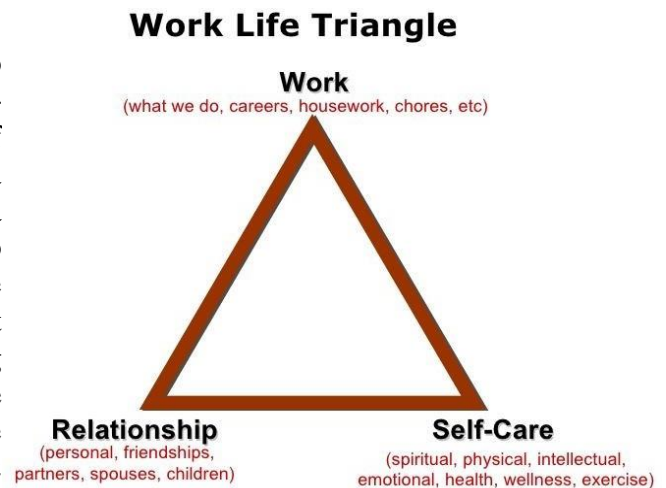 Work Life Triangle
Work
(what we do, careers, housework, chores, etc)
Relationship
(personal, friendships,
partners, spouses, children)
Self-Care
(spiritual, physical, intellectual,
emotional, health, wellness, exercise)